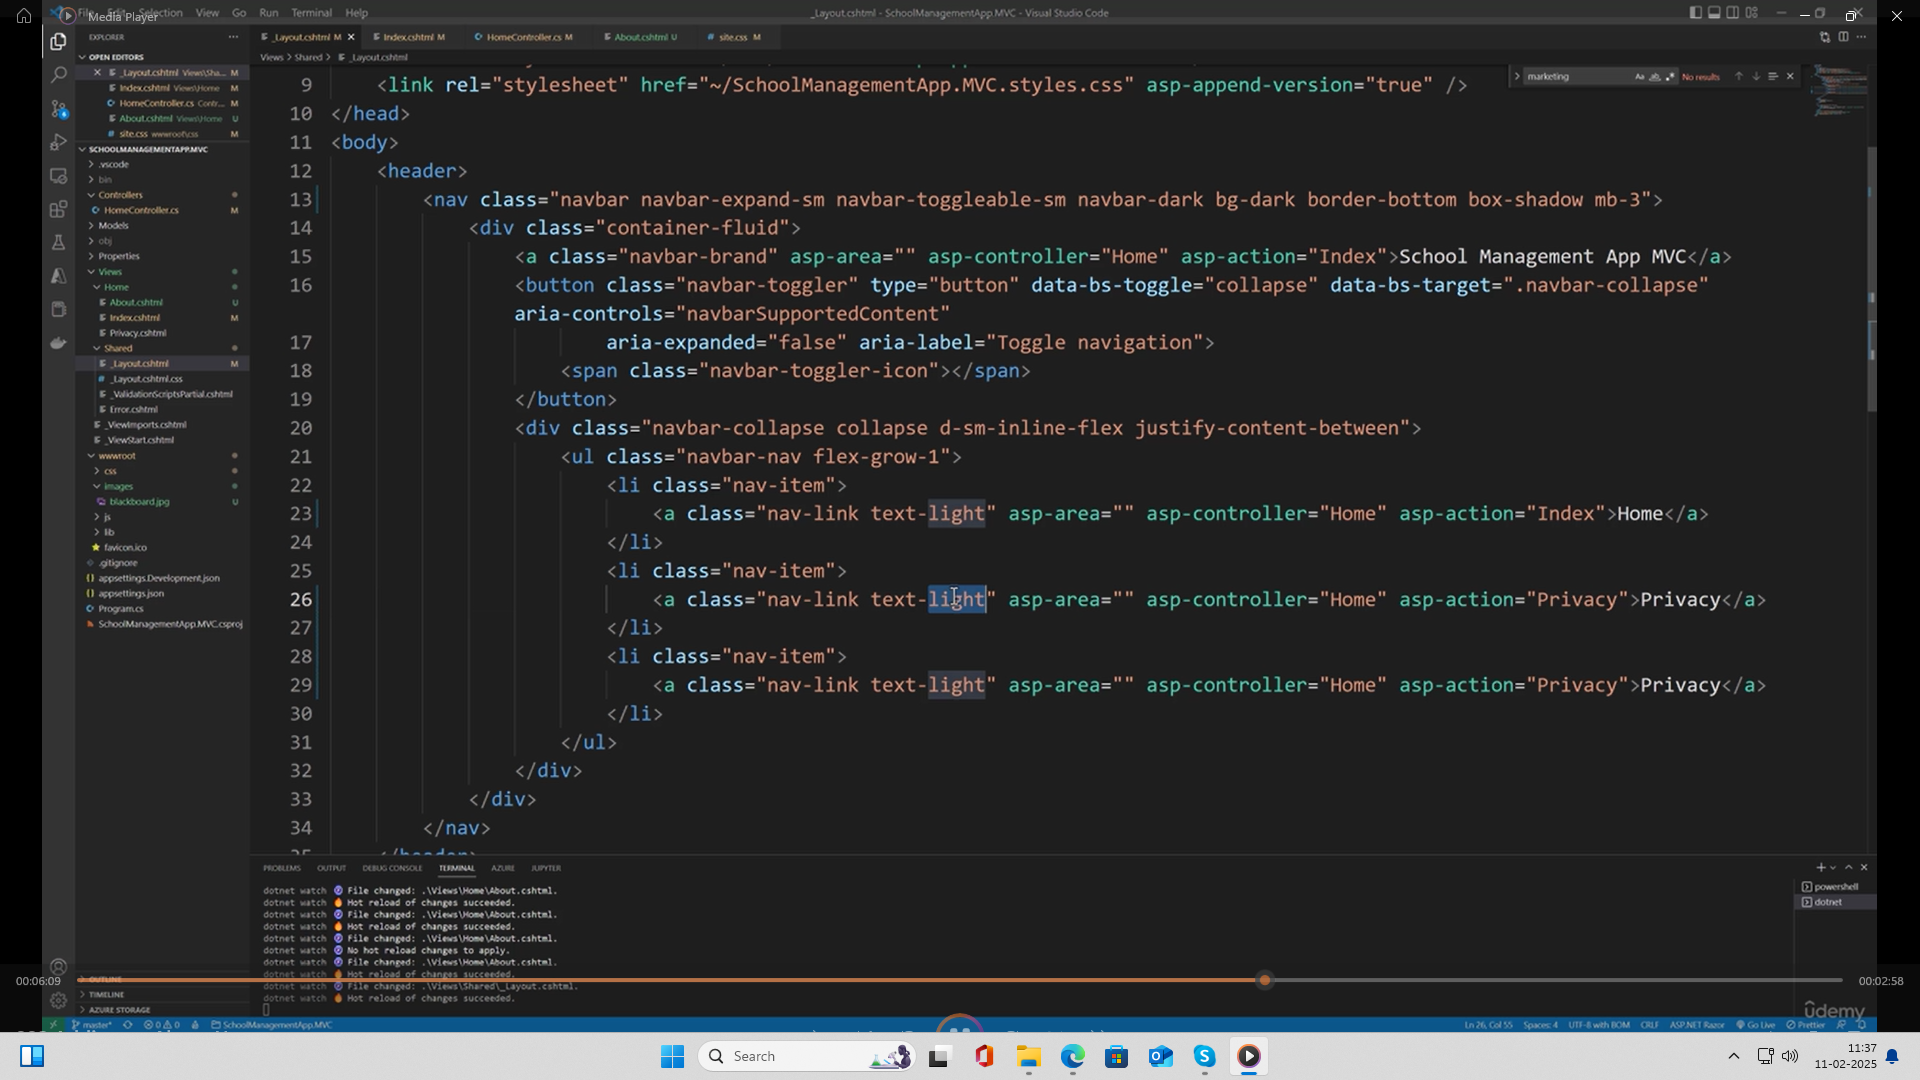 Media Player
File Edit Selection View Go Run Terminal Help
_Layout.cshtml - SchoolManagementApp.MVC - Visual Studio Code
EXPLORER
_Layout.cshtml M
Index.cshtml M
HomeController.cs M
About.cshtml U
site.css M
OPEN EDITORS
Views > Shared > _Layout.cshtml
_Layout.cshtml Views\Sha... M
Index.cshtml Views\Home M
HomeController.cs Contr... M
About.cshtml Views\Home U
site.css wwwroot\css M
SCHOOLMANAGEMENTAPP.MVC
.vscode
bin
Controllers
HomeController.cs M
Models
obj
Properties
Views
Home
About.cshtml U
Index.cshtml M
Privacy.cshtml
Shared
_Layout.cshtml M
_Layout.cshtml.css
_ValidationScriptsPartial.cshtml
Error.cshtml
_ViewImports.cshtml
_ViewStart.cshtml
wwwroot
css
images
blackboard.jpg U
js
lib
favicon.ico
.gitignore
appsettings.Development.json
appsettings.json
Program.cs
SchoolManagementApp.MVC.csproj
OUTLINE
TIMELINE
AZURE STORAGE
marketing Aa ab No results
9 <link rel="stylesheet" href="~/SchoolManagementApp.MVC.styles.css" asp-append-version="true" />
10 </head>
11 <body>
12 <header>
13 <nav class="navbar navbar-expand-sm navbar-toggleable-sm navbar-dark bg-dark border-bottom box-shadow mb-3">
14 <div class="container-fluid">
15 <a class="navbar-brand" asp-area="" asp-controller="Home" asp-action="Index">School Management App MVC</a>
16 <button class="navbar-toggler" type="button" data-bs-toggle="collapse" data-bs-target=".navbar-collapse"
aria-controls="navbarSupportedContent"
17 aria-expanded="false" aria-label="Toggle navigation">
18 <span class="navbar-toggler-icon"></span>
19 </button>
20 <div class="navbar-collapse collapse d-sm-inline-flex justify-content-between">
21 <ul class="navbar-nav flex-grow-1">
22 <li class="nav-item">
23 <a class="nav-link text-light" asp-area="" asp-controller="Home" asp-action="Index">Home</a>
24 </li>
25 <li class="nav-item">
26 <a class="nav-link text-light" asp-area="" asp-controller="Home" asp-action="Privacy">Privacy</a>
27 </li>
28 <li class="nav-item">
29 <a class="nav-link text-light" asp-area="" asp-controller="Home" asp-action="Privacy">Privacy</a>
30 </li>
31 </ul>
32 </div>
33 </div>
34 </nav>
35 </header>
PROBLEMS OUTPUT DEBUG CONSOLE TERMINAL AZURE JUPYTER
dotnet watch File changed: .\Views\Home\About.cshtml.
dotnet watch Hot reload of changes succeeded.
dotnet watch File changed: .\Views\Home\About.cshtml.
dotnet watch Hot reload of changes succeeded.
dotnet watch File changed: .\Views\Home\About.cshtml.
dotnet watch No hot reload changes to apply.
dotnet watch File changed: .\Views\Home\About.cshtml.
dotnet watch Hot reload of changes succeeded.
dotnet watch File changed: .\Views\Shared\_Layout.cshtml.
dotnet watch Hot reload of changes succeeded.
powershell
dotnet
00:06:09
00:02:58
udemy
master* 0 0 SchoolManagementApp.MVC
Ln 26, Col 55 Spaces: 4 UTF-8 with BOM CRLF ASP.NET Razor Go Live Prettier
Search
11:37
11-02-2025